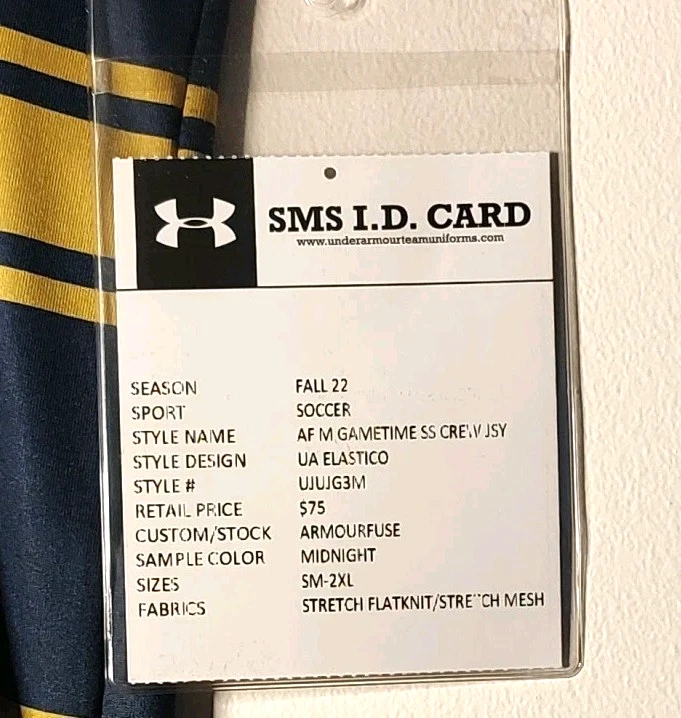 SMS I.D. CARD
www.underarmourteamuniforms.com
SEASON FALL 22
SPORT SOCCER
STYLE NAME AF M GAMETIME SS CREW JSY
STYLE DESIGN UA ELASTICO
STYLE # UJUJG3M
RETAIL PRICE $75
CUSTOM/STOCK ARMOURFUSE
SAMPLE COLOR MIDNIGHT
SIZES SM-2XL
FABRICS STRETCH FLATKNIT/STRETCH MESH